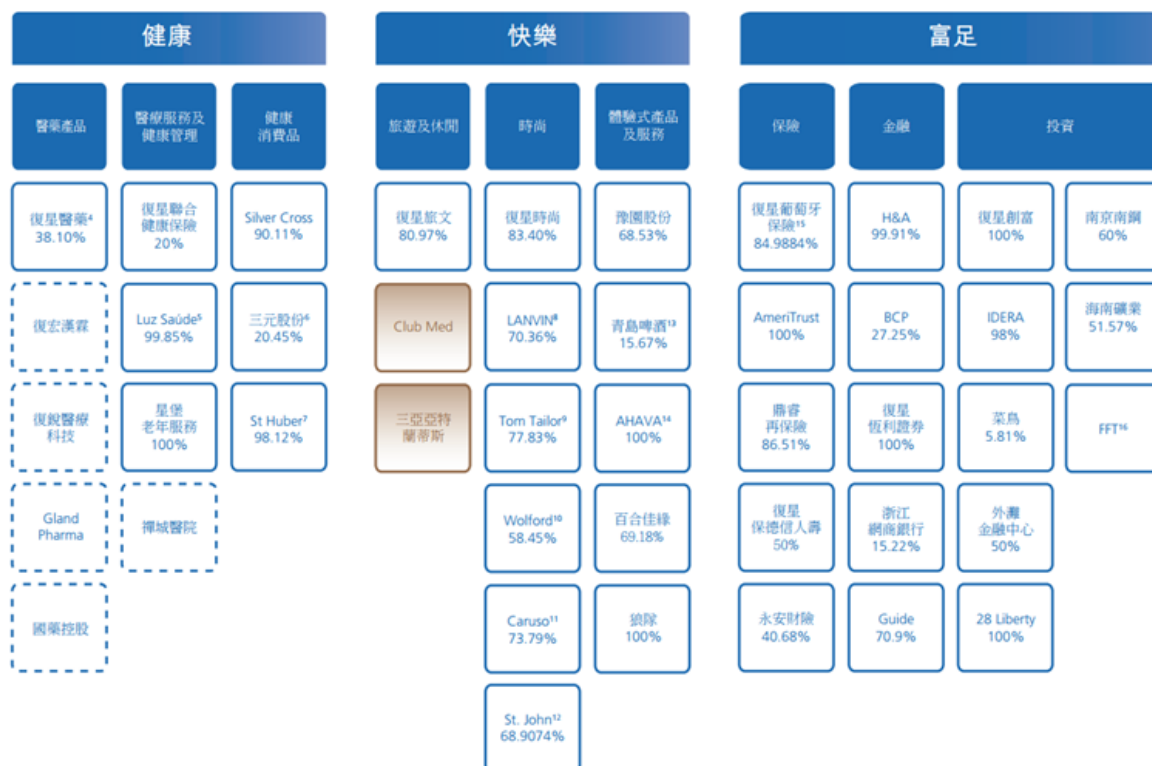 健康
醫藥產品
醫療服務及
健康管理
健康
消費品
復星醫藥⁴
38.10%
復星聯合
健康保險
20%
Silver Cross
90.11%
復宏漢霖
Luz Saúde⁵
99.85%
三元股份⁶
20.45%
復銳醫療
科技
星堡
老年服務
100%
St Huber⁷
98.12%
Gland
Pharma
禪城醫院
國藥控股
快樂
旅遊及休閒
時尚
體驗式產品
及服務
復星旅文
80.97%
復星時尚
83.40%
豫園股份
68.53%
Club Med
LANVIN⁸
70.36%
青島啤酒¹³
15.67%
三亞亞特
蘭蒂斯
Tom Tailor⁹
77.83%
AHAVA¹⁴
100%
Wolford¹⁰
58.45%
百合佳緣
69.18%
Caruso¹¹
73.79%
狼隊
100%
St. John¹²
68.9074%
富足
保險
金融
投資
復星葡萄牙
保險¹⁵
84.9884%
H&A
99.91%
復星創富
100%
南京南鋼
60%
AmeriTrust
100%
BCP
27.25%
IDERA
98%
海南礦業
51.57%
鼎睿
再保險
86.51%
復星
恆利證券
100%
菜鳥
5.81%
FFT¹⁶
復星
保德信人壽
50%
浙江
網商銀行
15.22%
外灘
金融中心
50%
永安財險
40.68%
Guide
70.9%
28 Liberty
100%